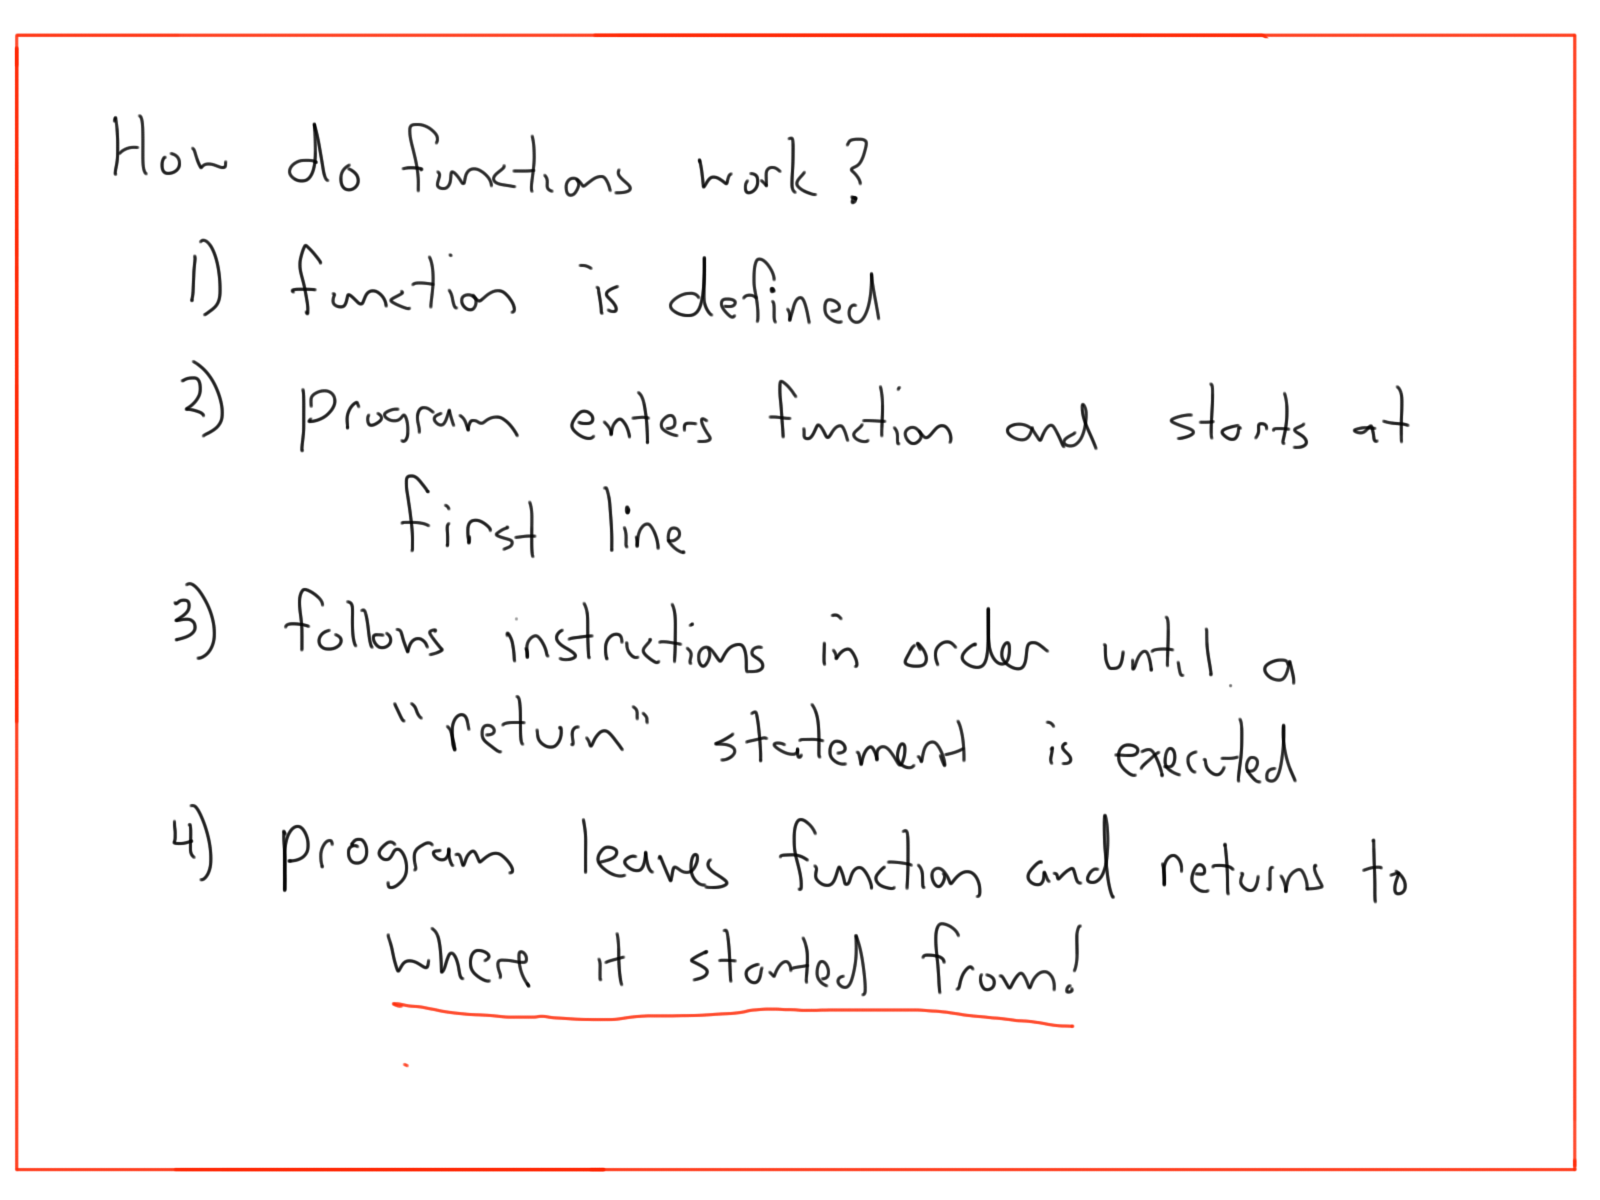 How do functions work?
1) function is defined
2) program enters function and starts at
first line
3) follows instructions in order until a
"return" statement is executed
4) program leaves function and returns to
where it started from!